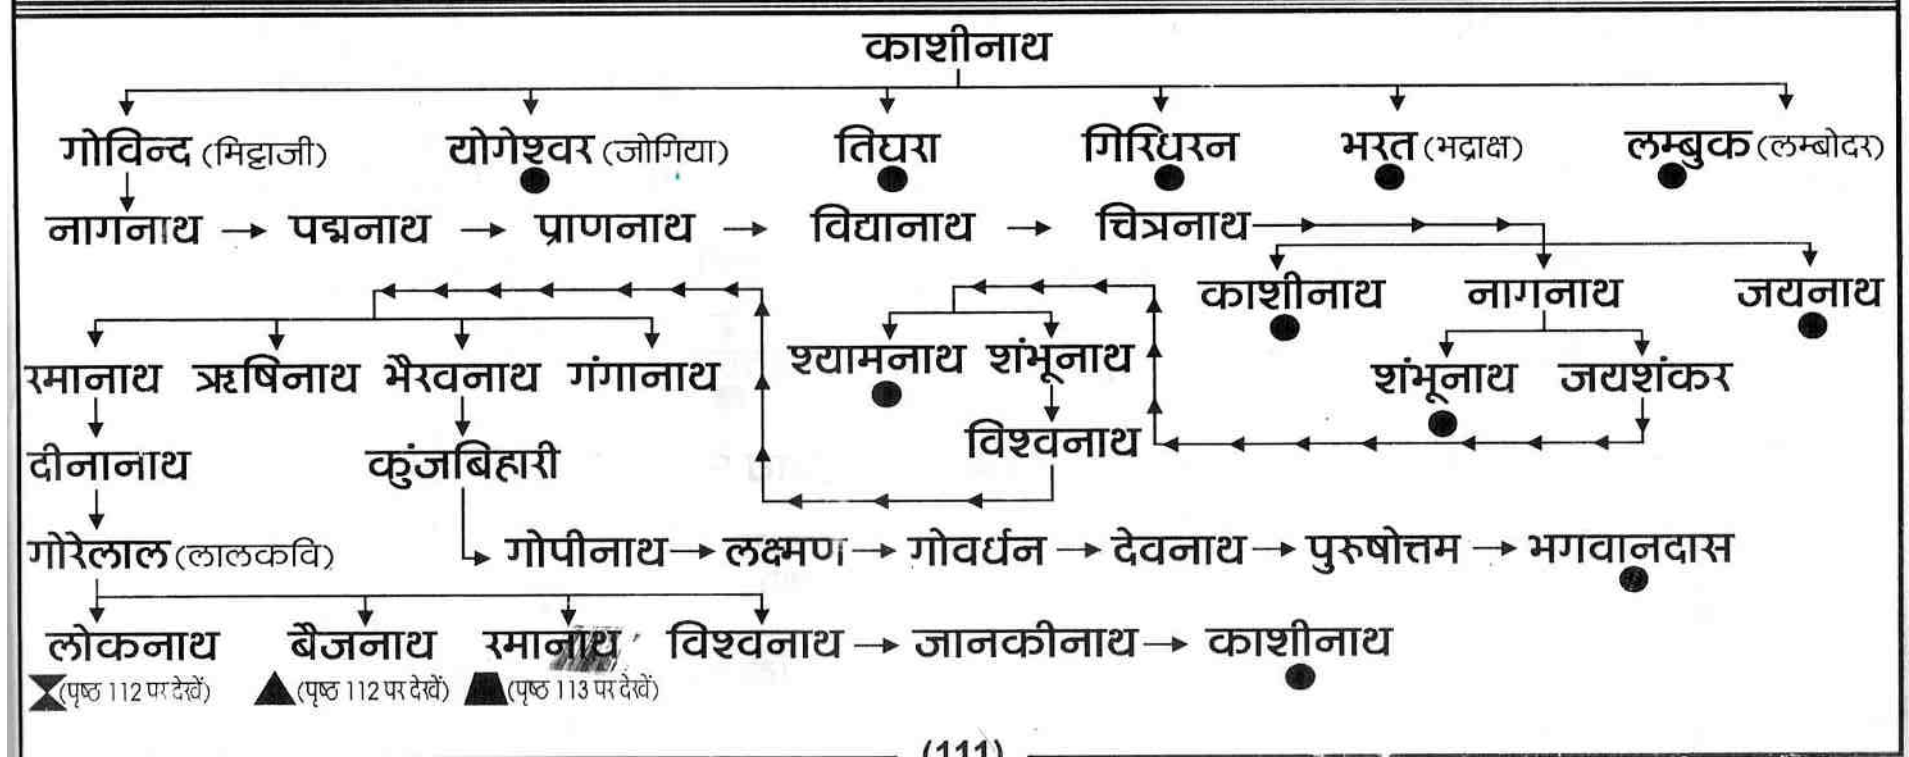 काशीनाथ
गोविन्द (मिट्टाजी) योगेश्वर (जोगिया) तिघरा गिरिधरन भरत (भद्राक्ष) लम्बुक (लम्बोदर)
नागनाथ → पद्मनाथ → प्राणनाथ → विद्यानाथ → चित्रनाथ
काशीनाथ नागनाथ जयनाथ
श्यामनाथ शंभूनाथ
रमानाथ ऋषिनाथ भैरवनाथ गंगानाथ शंभूनाथ जयशंकर
विश्वनाथ
दीनानाथ कुंजबिहारी
गोरेलाल (लालकवि) गोपीनाथ → लक्ष्मण → गोवर्धन → देवनाथ → पुरुषोत्तम → भगवानदास
लोकनाथ बैजनाथ रमानाथ विश्वनाथ → जानकीनाथ → काशीनाथ
(पृष्ठ 112 पर देखें) (पृष्ठ 112 पर देखें) (पृष्ठ 113 पर देखें)
(111)